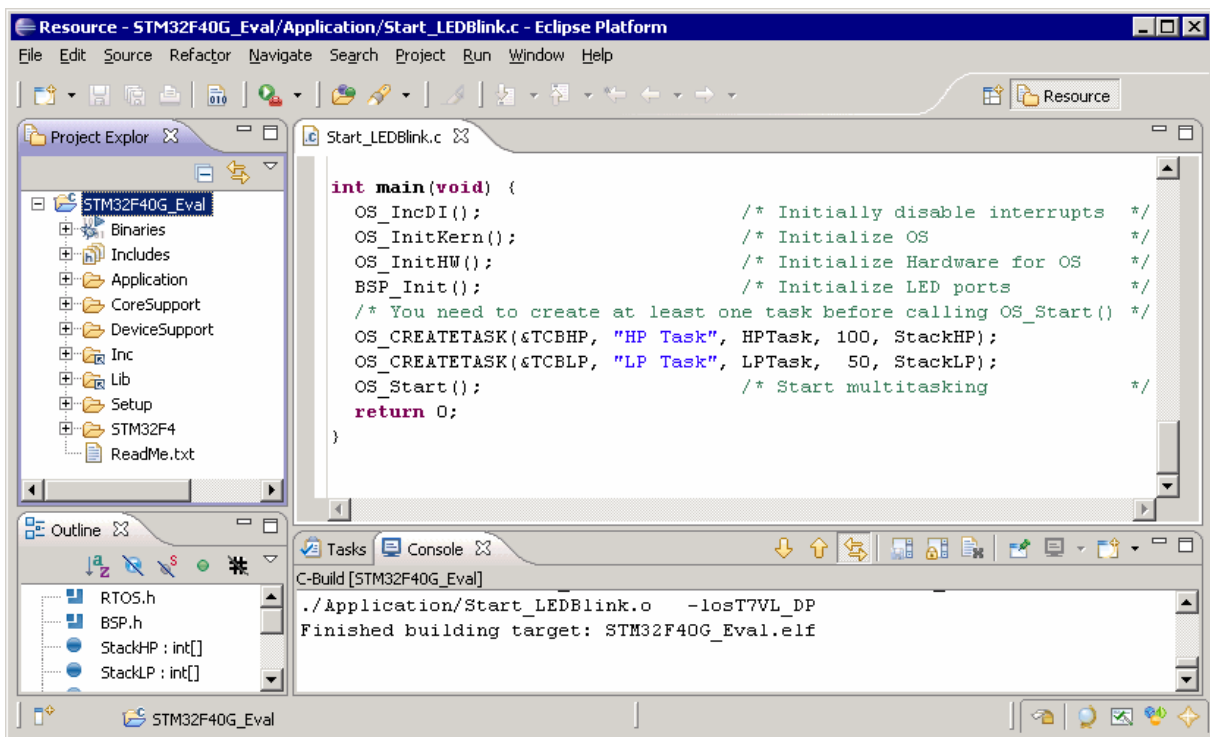 Resource - STM32F40G_Eval/Application/Start_LEDBlink.c - Eclipse Platform
File Edit Source Refactor Navigate Search Project Run Window Help
010
Resource
Project Explor
STM32F40G_Eval
Binaries
Includes
Application
CoreSupport
DeviceSupport
Inc
Lib
Setup
STM32F4
ReadMe.txt
.c Start_LEDBlink.c
int main(void) {
  OS_IncDI();                      /* Initially disable interrupts  */
  OS_InitKern();                   /* Initialize OS                 */
  OS_InitHW();                     /* Initialize Hardware for OS    */
  BSP_Init();                      /* Initialize LED ports          */
  /* You need to create at least one task before calling OS_Start() */
  OS_CREATETASK(&TCBHP, "HP Task", HPTask, 100, StackHP);
  OS_CREATETASK(&TCBLP, "LP Task", LPTask,  50, StackLP);
  OS_Start();                      /* Start multitasking            */
  return 0;
}
Outline
RTOS.h
BSP.h
StackHP : int[]
StackLP : int[]
Tasks Console
C-Build [STM32F40G_Eval]
./Application/Start_LEDBlink.o   -losT7VL_DP
Finished building target: STM32F40G_Eval.elf
STM32F40G_Eval